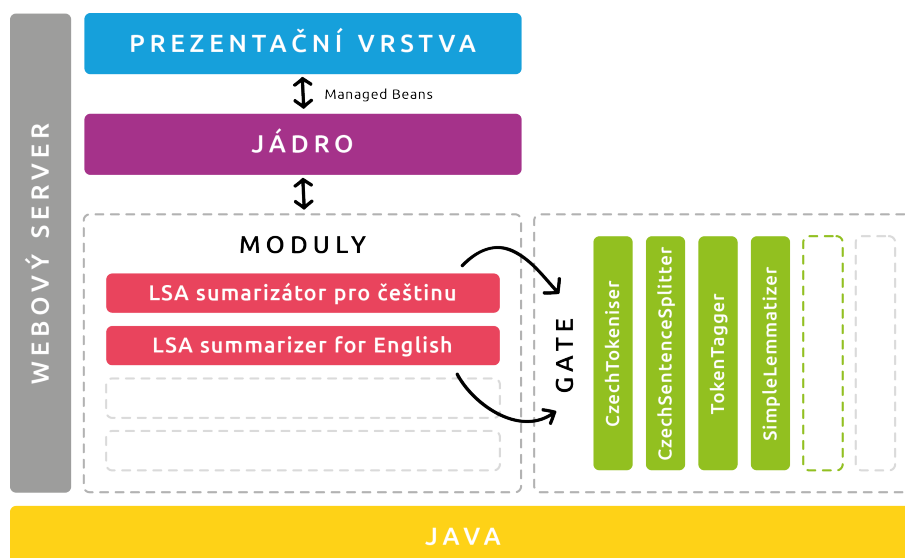 WEBOVÝ SERVER
PREZENTAČNÍ VRSTVA
Managed Beans
JÁDRO
MODULY
LSA sumarizátor pro češtinu
LSA summarizer for English
GATE
CzechTokeniser
CzechSentenceSplitter
TokenTagger
SimpleLemmatizer
JAVA